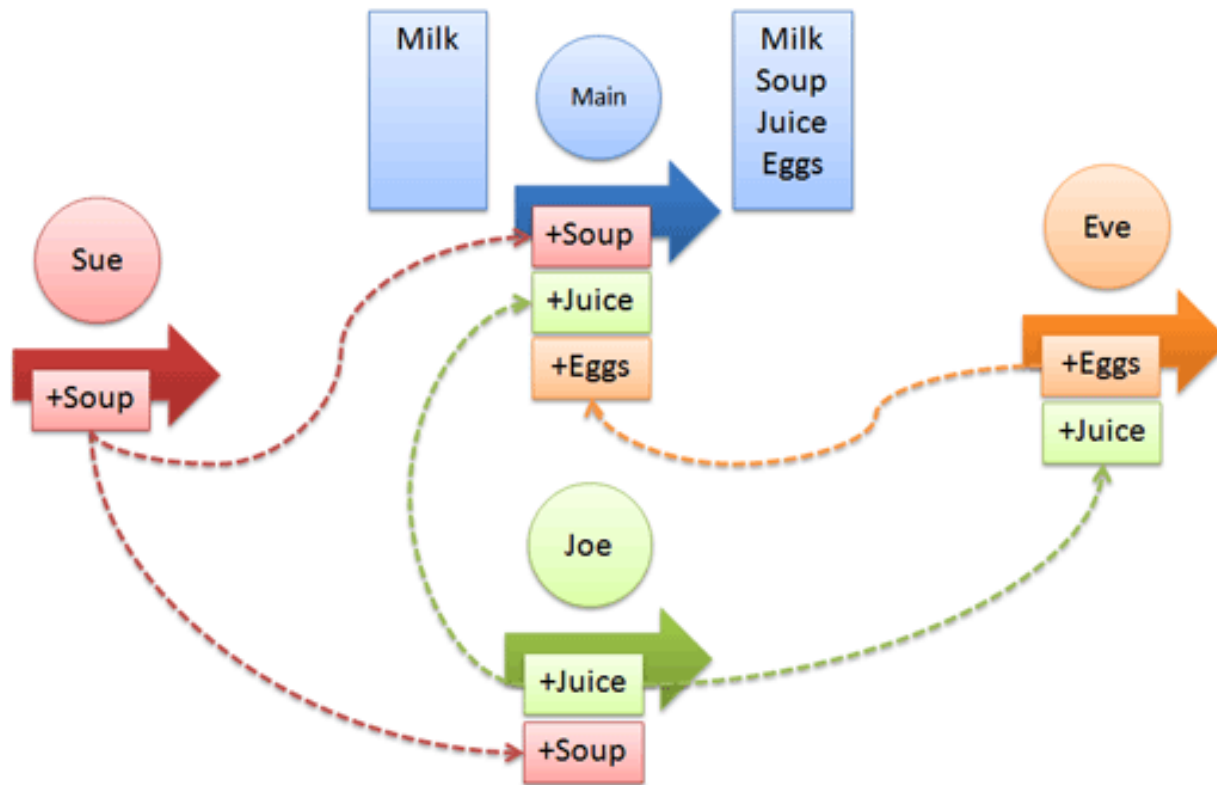 Milk
Main
Milk
Soup
Juice
Eggs
Sue
+Soup
+Soup
+Juice
+Eggs
Eve
+Eggs
+Juice
Joe
+Juice
+Soup